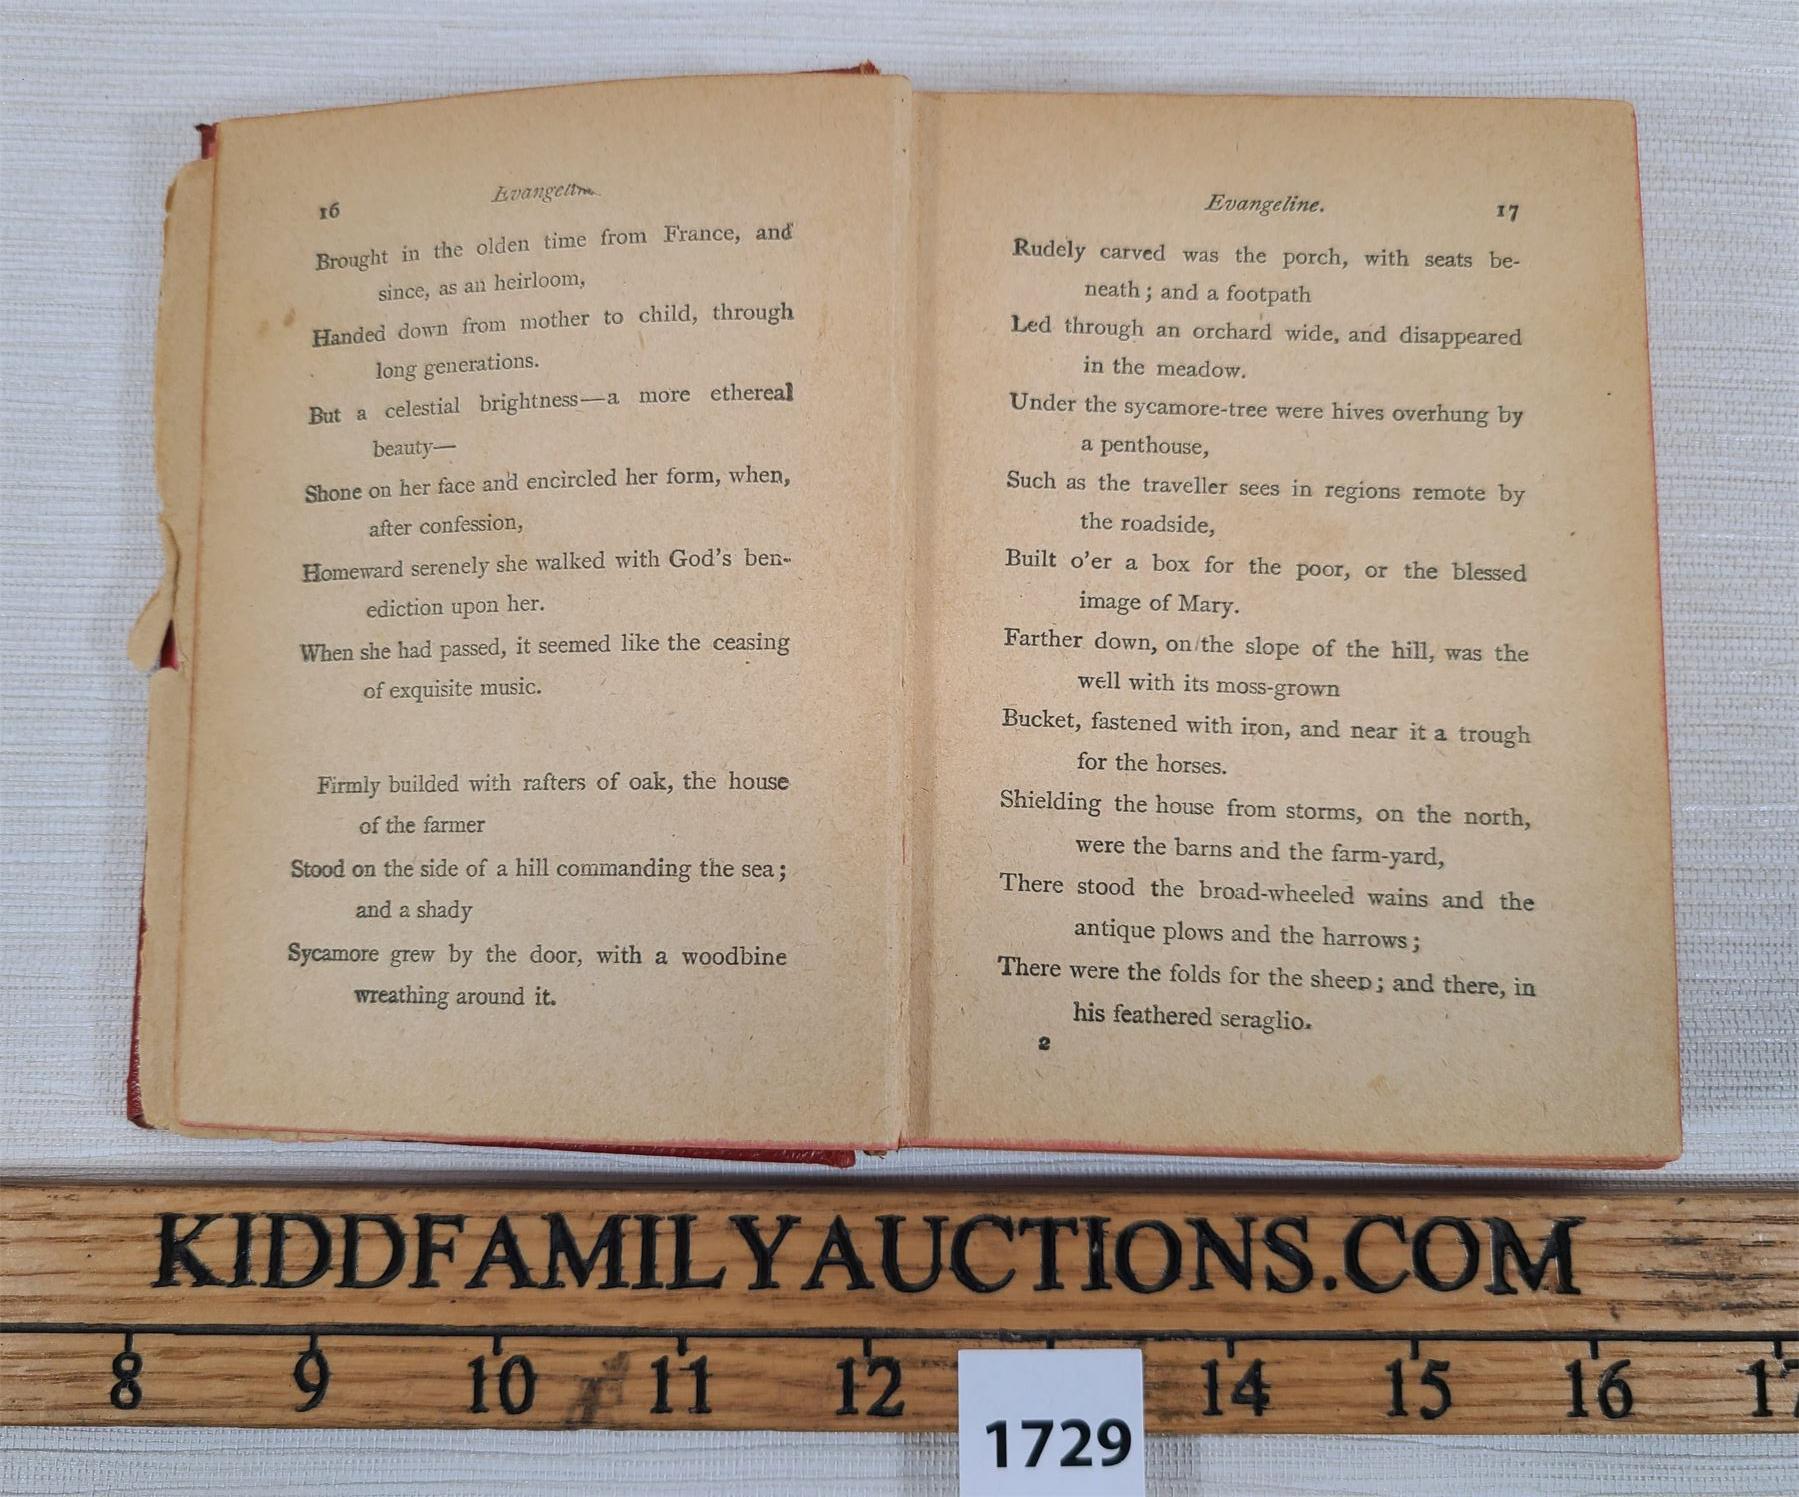 16
Evangeline
Brought in the olden time from France, and
since, as an heirloom,
Handed down from mother to child, through
long generations.
But a celestial brightness—a more ethereal
beauty—
Shone on her face and encircled her form, when,
after confession,
Homeward serenely she walked with God's ben-
ediction upon her.
When she had passed, it seemed like the ceasing
of exquisite music.
Firmly builded with rafters of oak, the house
of the farmer
Stood on the side of a hill commanding the sea;
and a shady
Sycamore grew by the door, with a woodbine
wreathing around it.
Evangeline.
17
Rudely carved was the porch, with seats be-
neath; and a footpath
Led through an orchard wide, and disappeared
in the meadow.
Under the sycamore-tree were hives overhung by
a penthouse,
Such as the traveller sees in regions remote by
the roadside,
Built o'er a box for the poor, or the blessed
image of Mary.
Farther down, on the slope of the hill, was the
well with its moss-grown
Bucket, fastened with iron, and near it a trough
for the horses.
Shielding the house from storms, on the north,
were the barns and the farm-yard,
There stood the broad-wheeled wains and the
antique plows and the harrows;
There were the folds for the sheep; and there, in
his feathered seraglio.
2
KIDDFAMILYAUCTIONS.COM
8 9 10 11 12 14 15 16 17
1729